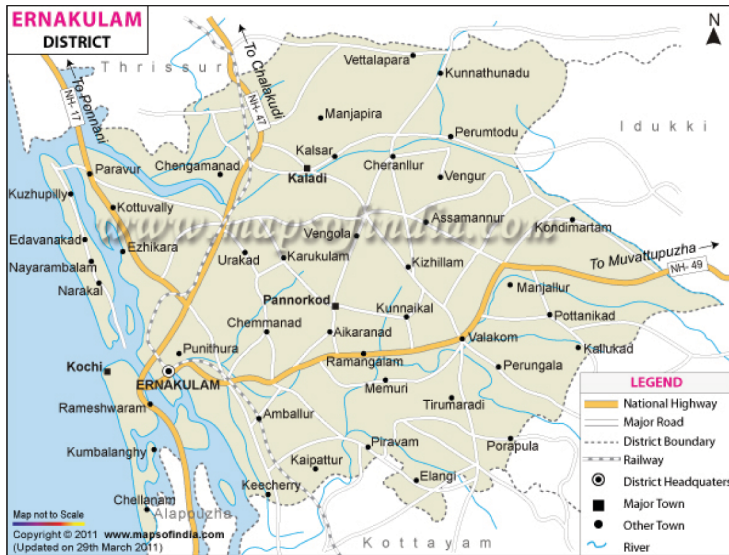 ERNAKULAM
DISTRICT
N
Thrissur
To Ponnani
NH- 17
To Chalakudi
NH- 47
Vettalapara
Kunnathunadu
Manjapira
Perumtodu
Idukki
Kalsar
Cheranllur
Paravur
Chengamanad
Kaladi
Vengur
Kuzhupilly
Kottuvally
Assamannur
Kondimartam
www.mapsofindia.com
Edavanakad
Ezhikara
Vengola
Urakad
Karukulam
Kizhillam
To Muvattupuzha
NH- 49
Nayarambalam
Narakal
Manjallur
Pannorkod
Kunnaikal
Pottanikad
Chemmanad
Aikaranad
Valakom
Kallukad
Punithura
Ramangalam
Kochi
ERNAKULAM
Memuri
Perungala
Rameshwaram
Amballur
Tirumaradi
Kumbalanghy
Piravam
Porapula
Kaipattur
Elangi
Keecherry
Chellanam
Alappuzha
Kottayam
LEGEND
National Highway
Major Road
District Boundary
Railway
District Headquaters
Major Town
Other Town
River
Map not to Scale
Copyright © 2011 www.mapsofindia.com
(Updated on 29th March 2011)